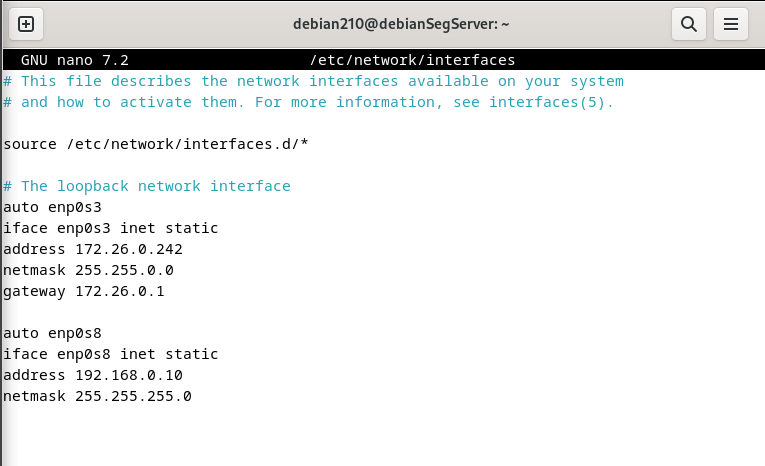 debian210@debianSegServer: ~
GNU nano 7.2 /etc/network/interfaces
# This file describes the network interfaces available on your system
# and how to activate them. For more information, see interfaces(5).
source /etc/network/interfaces.d/*
# The loopback network interface
auto enp0s3
iface enp0s3 inet static
address 172.26.0.242
netmask 255.255.0.0
gateway 172.26.0.1
auto enp0s8
iface enp0s8 inet static
address 192.168.0.10
netmask 255.255.255.0